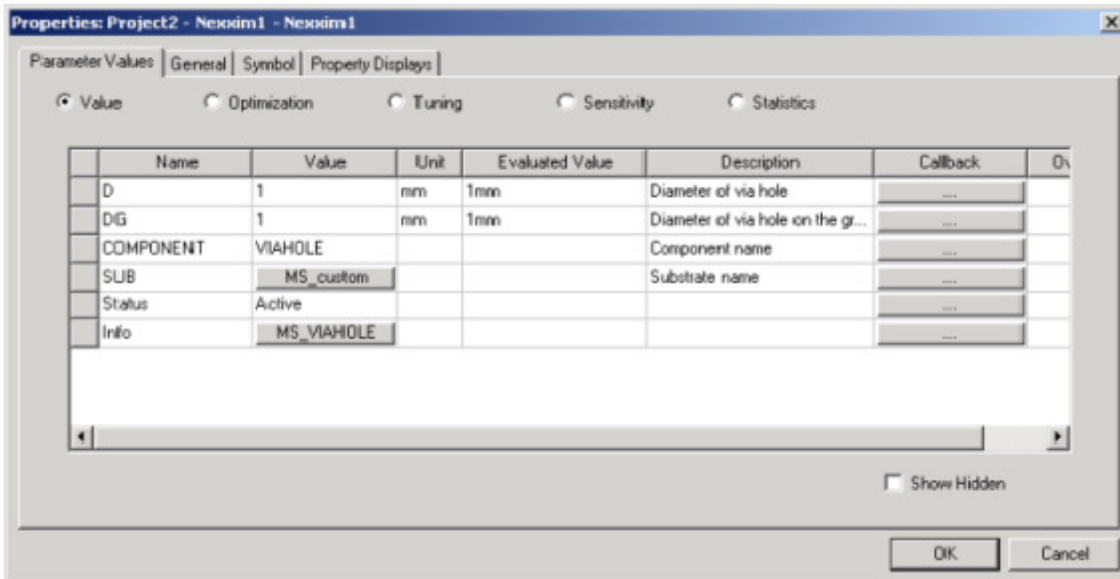 Properties: Project2 - Nexxim1 - Nexxim1
Parameter Values General Symbol Property Displays
Value Optimization Tuning Sensitivity Statistics
Name Value Unit Evaluated Value Description Callback Ov
D 1 mm 1mm Diameter of via hole ....
DG 1 mm 1mm Diameter of via hole on the gr... ....
COMPONENT VIAHOLE Component name ....
SUB MS_custom Substrate name ....
Status Active ....
Info MS_VIAHOLE ....
Show Hidden
OK Cancel